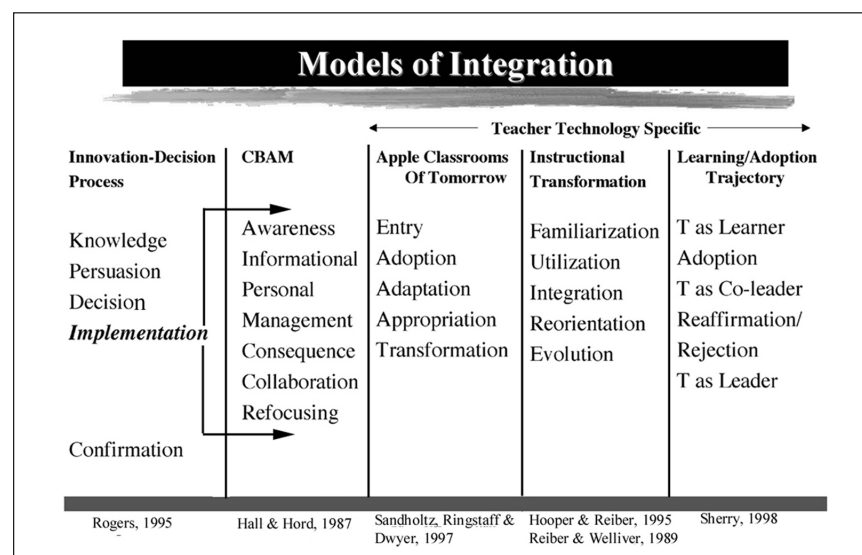 Models of Integration
Teacher Technology Specific
Innovation-Decision
Process
Knowledge
Persuasion
Decision
Implementation
Confirmation
Rogers, 1995
CBAM
Awareness
Informational
Personal
Management
Consequence
Collaboration
Refocusing
Hall & Hord, 1987
Apple Classrooms
Of Tomorrow
Entry
Adoption
Adaptation
Appropriation
Transformation
Sandholtz, Ringstaff &
Dwyer, 1997
Instructional
Transformation
Familiarization
Utilization
Integration
Reorientation
Evolution
Hooper & Reiber, 1995
Reiber & Welliver, 1989
Learning/Adoption
Trajectory
T as Learner
Adoption
T as Co-leader
Reaffirmation/
Rejection
T as Leader
Sherry, 1998